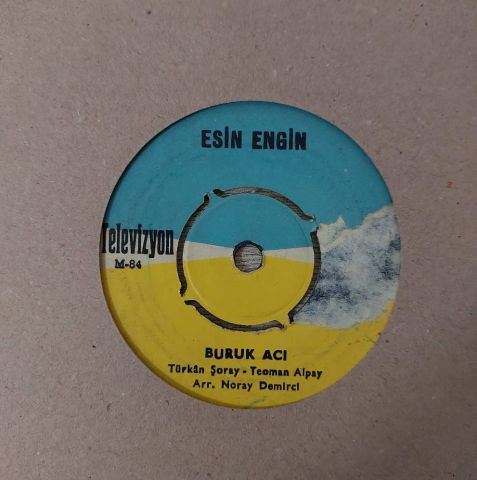 ESİN ENGİN
Televizyon
M-84
BURUK ACI
Türkân Şoray - Teoman Alpay
Arr. Noray Demirci